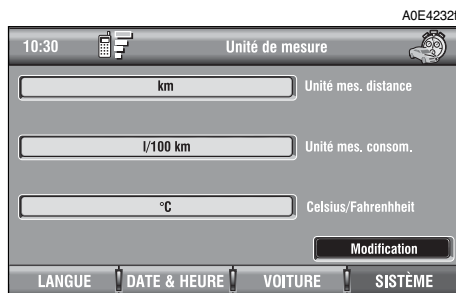 A0E4232f
10:30 Unité de mesure
km Unité mes. distance
l/100 km Unité mes. consom.
°C Celsius/Fahrenhheit
Modification
LANGUE DATE & HEURE VOITURE SISTÈME